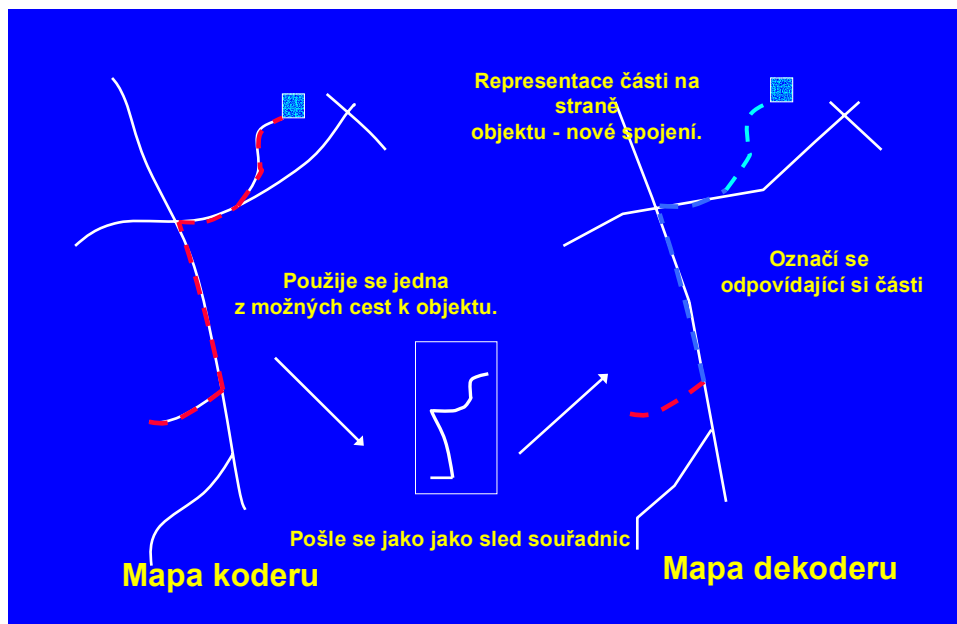 Representace části na
straně
objektu - nové spojení.
Použije se jedna
z možných cest k objektu.
Označí se
odpovídající si části
Pošle se jako jako sled souřadnic
Mapa koderu
Mapa dekoderu